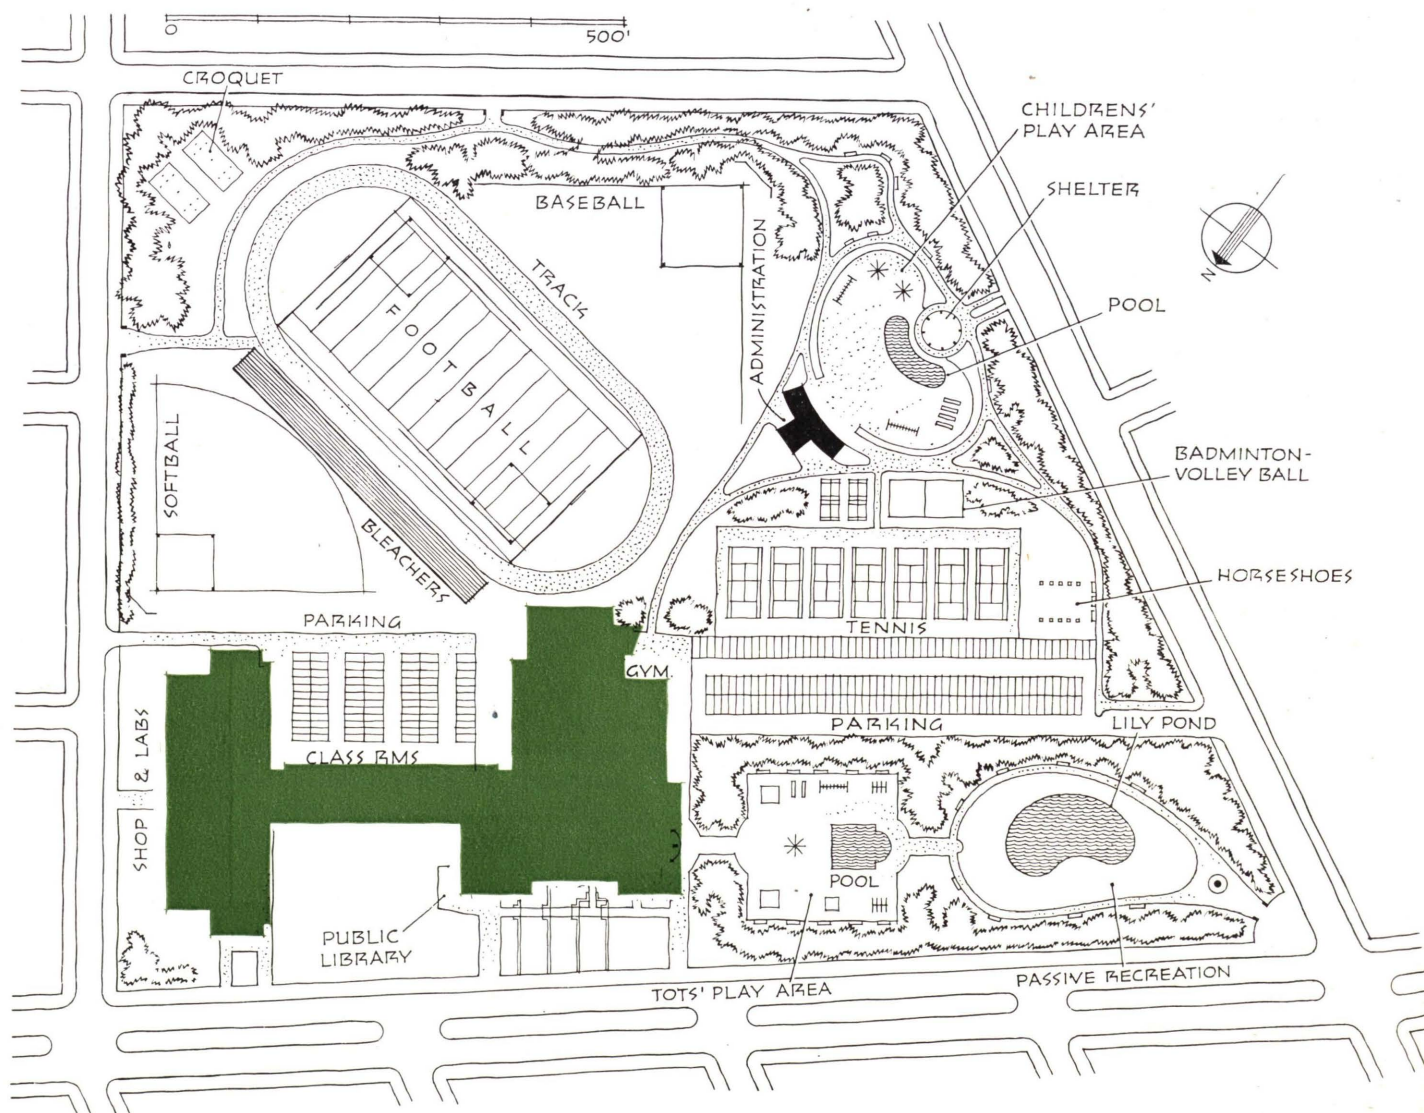 0
500'
CROQUET
CHILDRENS'
PLAY AREA
SHELTER
BASEBALL
ADMINISTRATION
TRACK
N
POOL
FOOTBALL
SOFTBALL
BADMINTON-
VOLLEY BALL
BLEACHERS
HORSESHOES
PARKING
TENNIS
GYM.
SHOP & LABS
CLASS RMS
PARKING
LILY POND
POOL
PUBLIC
LIBRARY
TOTS' PLAY AREA
PASSIVE RECREATION